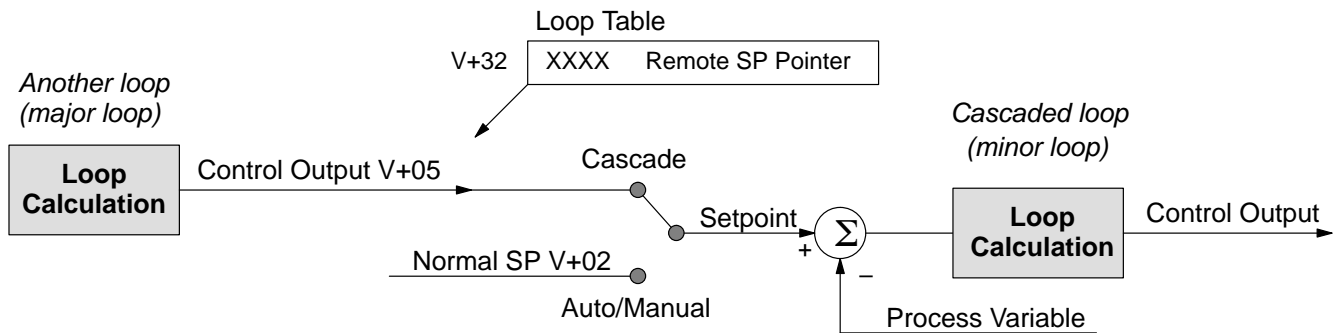 Loop Table
V+32 XXXX Remote SP Pointer
Another loop
(major loop)
Loop
Calculation
Control Output V+05
Cascade
Normal SP V+02
Auto/Manual
Setpoint
+
Σ
−
Process Variable
Cascaded loop
(minor loop)
Loop
Calculation
Control Output